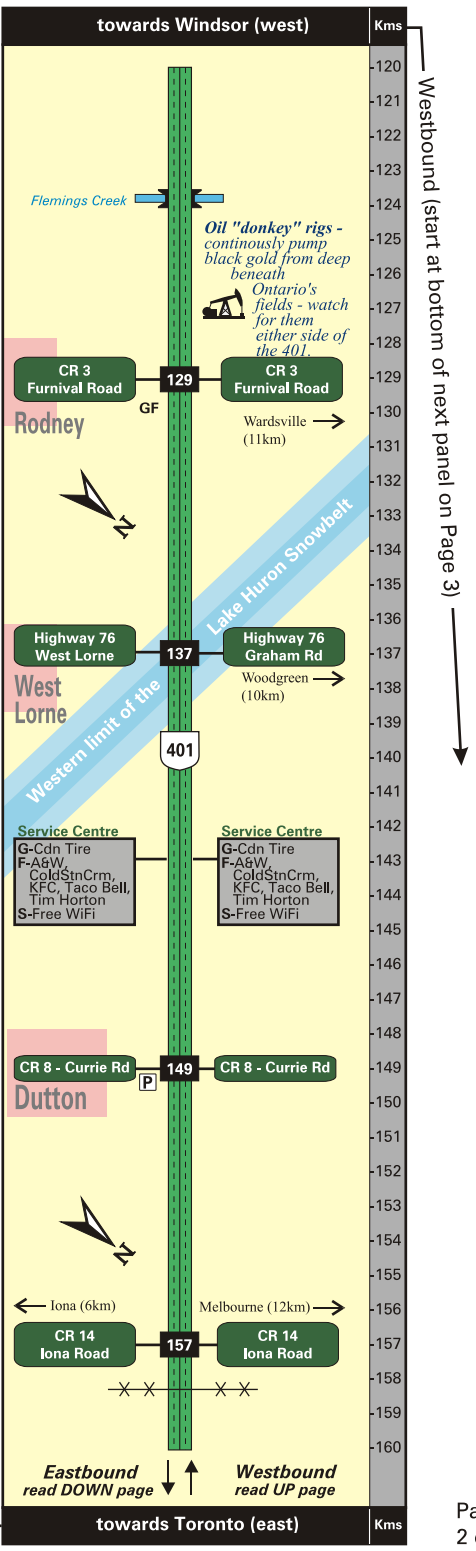 towards Windsor (west)
Kms
-120
-121
-122
-123
-124
-125
-126
-127
-128
-129
-130
-131
-132
-133
-134
-135
-136
-137
-138
-139
-140
-141
-142
-143
-144
-145
-146
-147
-148
-149
-150
-151
-152
-153
-154
-155
-156
-157
-158
-159
-160
Westbound (start at bottom of next panel on Page 3)
Flemings Creek
Oil "donkey" rigs -
continously pump
black gold from deep
beneath
Ontario's
fields - watch
for them
either side of
the 401.
CR 3
Furnival Road
129
CR 3
Furnival Road
GF
Rodney
Wardsville
(11km)
N
Western limit of the Lake Huron Snowbelt
Highway 76
West Lorne
137
Highway 76
Graham Rd
West
Lorne
Woodgreen
(10km)
401
Service Centre
G-Cdn Tire
F-A&W,
ColdStnCrm,
KFC, Taco Bell,
Tim Horton
S-Free WiFi
Service Centre
G-Cdn Tire
F-A&W,
ColdStnCrm,
KFC, Taco Bell,
Tim Horton
S-Free WiFi
CR 8 - Currie Rd
149
CR 8 - Currie Rd
P
Dutton
N
Iona (6km)
Melbourne (12km)
CR 14
Iona Road
157
CR 14
Iona Road
Eastbound
read DOWN page
Westbound
read UP page
towards Toronto (east)
Kms